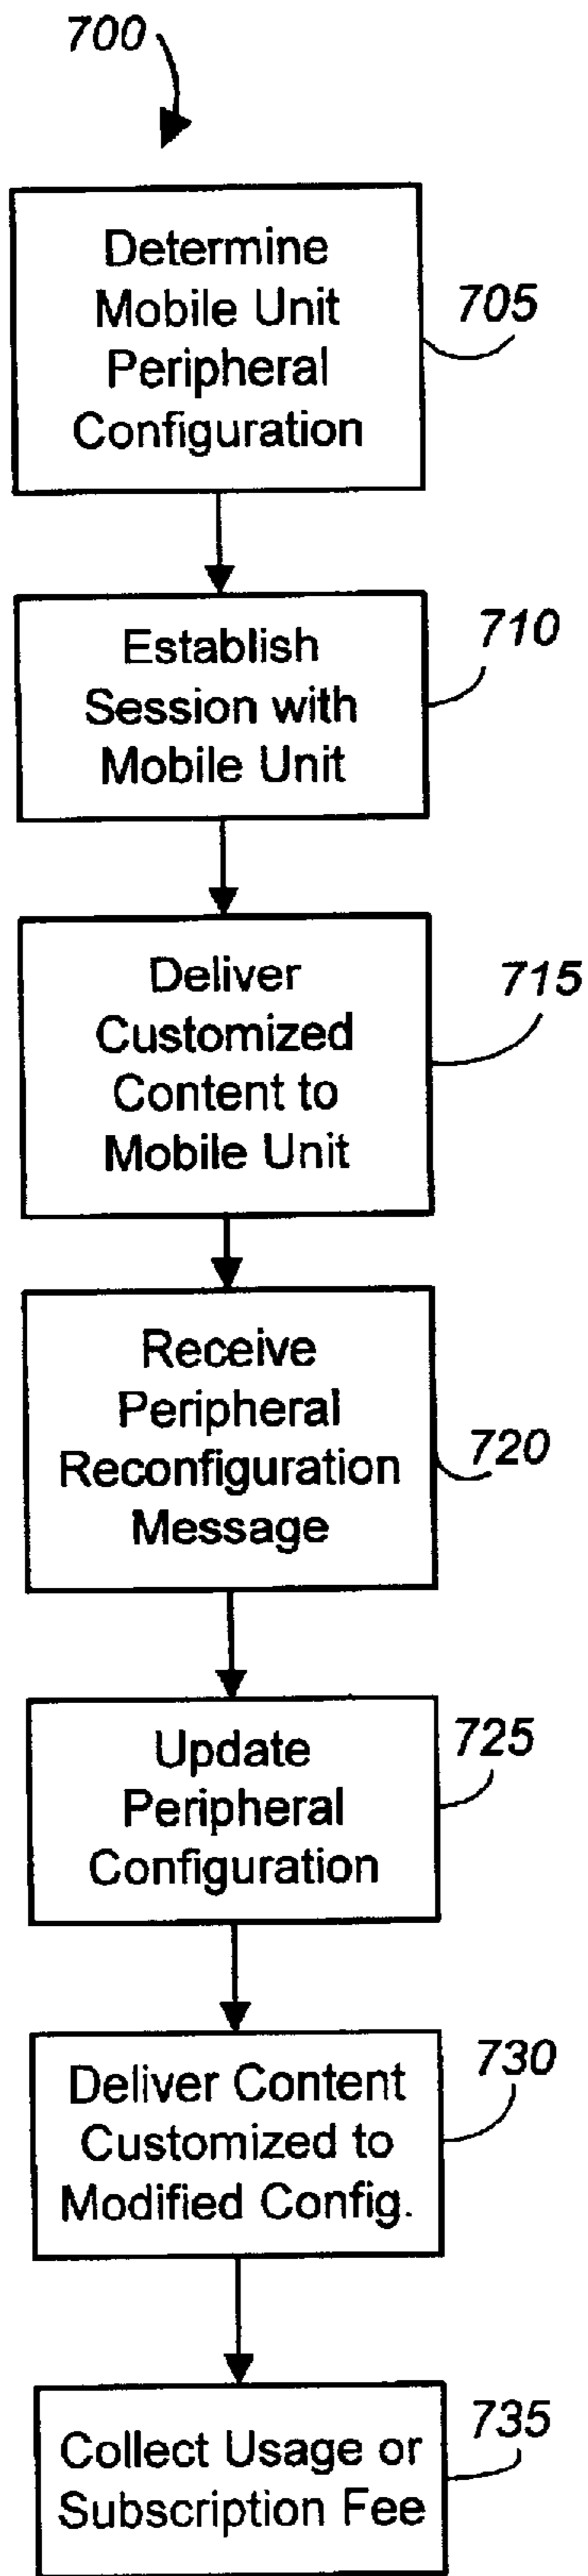 700
Determine
Mobile Unit
Peripheral
Configuration
705
Establish
Session with
Mobile Unit
710
Deliver
Customized
Content to
Mobile Unit
715
Receive
Peripheral
Reconfiguration
Message
720
Update
Peripheral
Configuration
725
Deliver Content
Customized to
Modified Config.
730
Collect Usage or
Subscription Fee
735